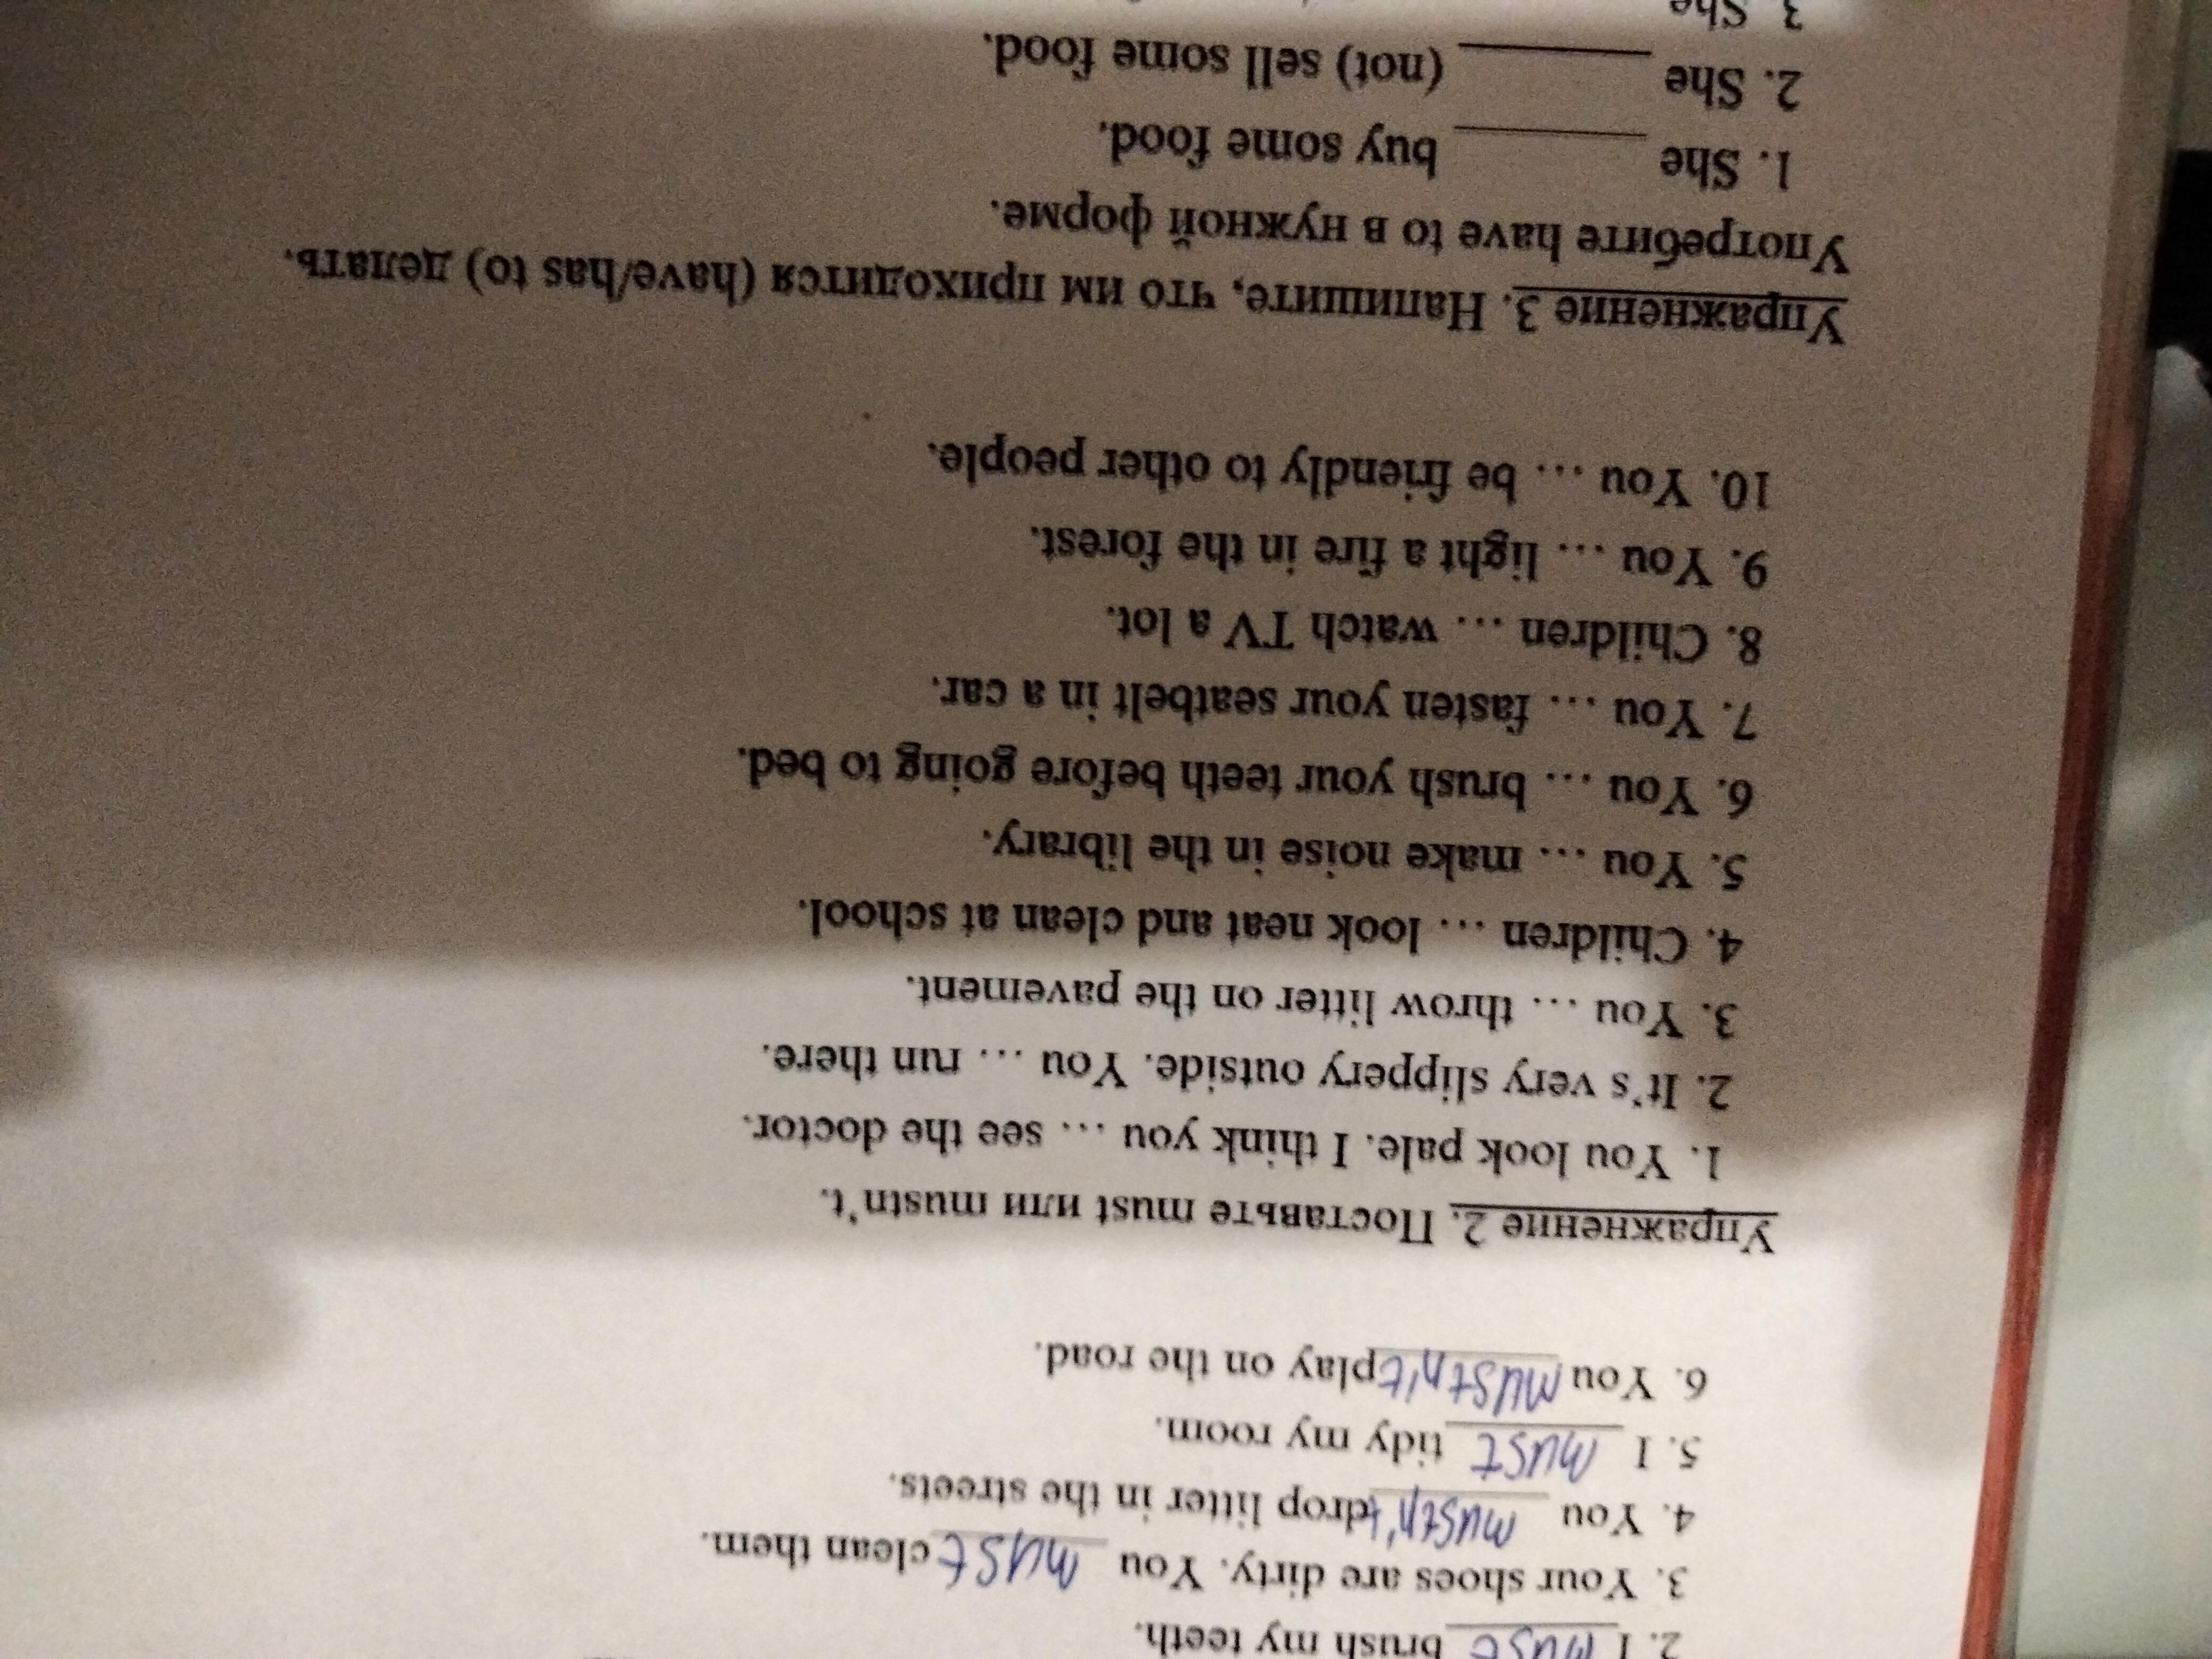 2. I must brush my teeth.
3. Your shoes are dirty. You must clean them.
4. You mustn't drop litter in the streets.
5. I must tidy my room.
6. You mustn't play on the road.
Упражнение 2. Поставьте must или mustn't.
1. You look pale. I think you … see the doctor.
2. It's very slippery outside. You … run there.
3. You … throw litter on the pavement.
4. Children … look neat and clean at school.
5. You … make noise in the library.
6. You … brush your teeth before going to bed.
7. You … fasten your seatbelt in a car.
8. Children … watch TV a lot.
9. You … light a fire in the forest.
10. You … be friendly to other people.
Упражнение 3. Напишите, что им приходится (have/has to) делать.
Употребите have to в нужной форме.
1. She ________ buy some food.
2. She ________ (not) sell some food.
3. She